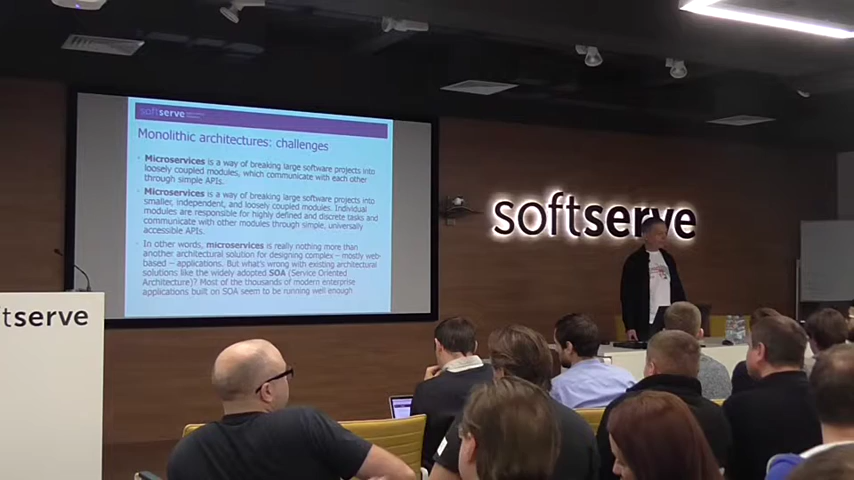 softserve
Monolithic architectures: challenges
• Microservices is a way of breaking large software projects into
loosely coupled modules, which communicate with each other
through simple APIs.
• Microservices is a way of breaking large software projects into
smaller, independent, and loosely coupled modules. Individual
modules are responsible for highly defined and discrete tasks and
communicate with other modules through simple, universally
accessible APIs.
• In other words, microservices is really nothing more than
another architectural solution for designing complex – mostly web-
based – applications. But what's wrong with existing architecture
solutions like the widely adopted SOA (Service Oriented
Architecture)? Most of the thousands of modern enterprise
applications built on SOA seem to be running well enough.
softserve
tserve